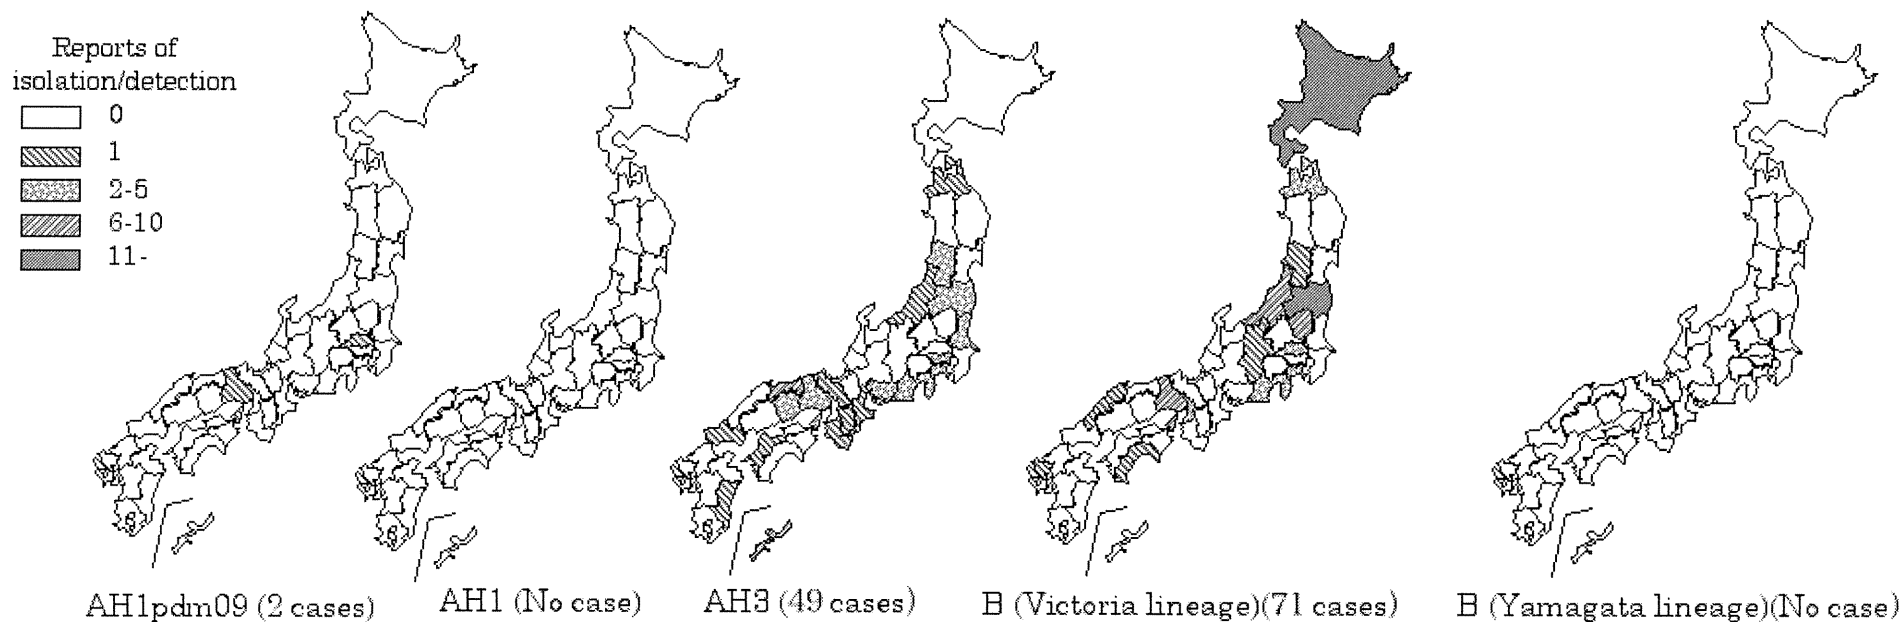 Reports of
isolation/detection
0
1
2-5
6-10
11-
AH1pdm09 (2 cases)
AH1 (No case)
AH3 (49 cases)
B (Victoria lineage)(71 cases)
B (Yamagata lineage)(No case)